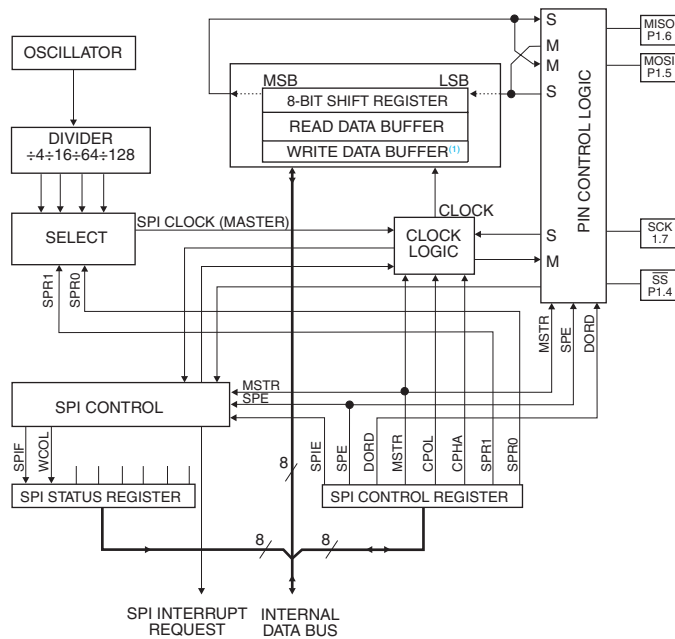 OSCILLATOR
DIVIDER
÷4÷16÷64÷128
SELECT
SPI CLOCK (MASTER)
SPR1
SPR0
MSB
LSB
8-BIT SHIFT REGISTER
READ DATA BUFFER
WRITE DATA BUFFER(1)
CLOCK
CLOCK
LOGIC
S
M
M
S
S
M
PIN CONTROL LOGIC
MISO
P1.6
MOSI
P1.5
SCK
1.7
SS
P1.4
MSTR
SPE
DORD
SPI CONTROL
MSTR
SPE
SPIF
WCOL
SPI STATUS REGISTER
8
SPIE
SPE
DORD
MSTR
CPOL
CPHA
SPR1
SPR0
SPI CONTROL REGISTER
8
8
SPI INTERRUPT
REQUEST
INTERNAL
DATA BUS